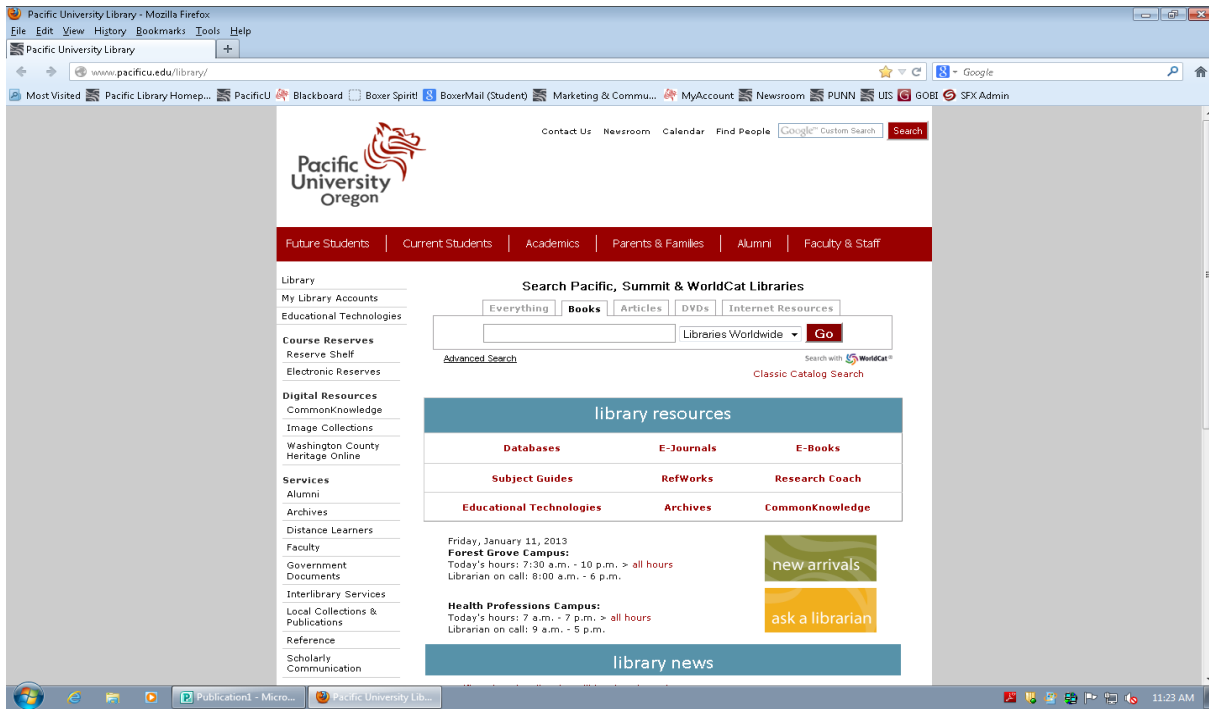 Pacific University Library - Mozilla Firefox
File Edit View History Bookmarks Tools Help
Pacific University Library +
www.pacificu.edu/library/ Google
Most Visited Pacific Library Homep... PacificU Blackboard Boxer Spirit! BoxerMail (Student) Marketing & Commu... MyAccount Newsroom PUNN UIS GOBI SFX Admin
Contact Us Newsroom Calendar Find People Google™ Custom Search Search
Pacific
University
Oregon
Future Students Current Students Academics Parents & Families Alumni Faculty & Staff
Library
My Library Accounts
Educational Technologies
Course Reserves
Reserve Shelf
Electronic Reserves
Digital Resources
CommonKnowledge
Image Collections
Washington County
Heritage Online
Services
Alumni
Archives
Distance Learners
Faculty
Government
Documents
Interlibrary Services
Local Collections &
Publications
Reference
Scholarly
Communication
Search Pacific, Summit & WorldCat Libraries
Everything Books Articles DVDs Internet Resources
Libraries Worldwide Go
Advanced Search Search with WorldCat®
Classic Catalog Search
library resources
Databases E-Journals E-Books
Subject Guides RefWorks Research Coach
Educational Technologies Archives CommonKnowledge
Friday, January 11, 2013
Forest Grove Campus:
Today's hours: 7:30 a.m. - 10 p.m. > all hours
Librarian on call: 8:00 a.m. - 6 p.m.
Health Professions Campus:
Today's hours: 7 a.m. - 7 p.m. > all hours
Librarian on call: 9 a.m. - 5 p.m.
new arrivals
ask a librarian
library news
Publication1 - Micro... Pacific University Lib... 11:23 AM